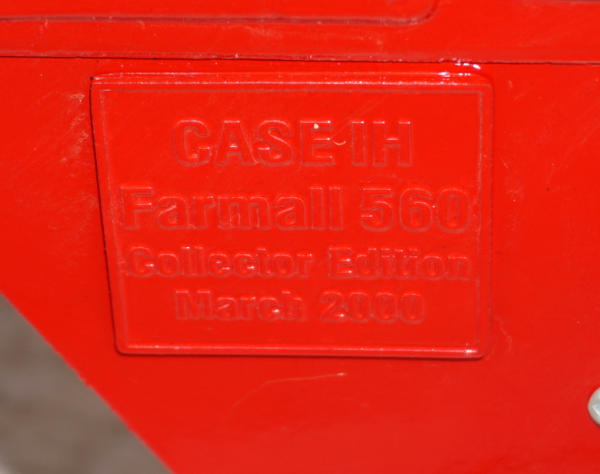 CASE IH
Farmall 560
Collector Edition
March 2000